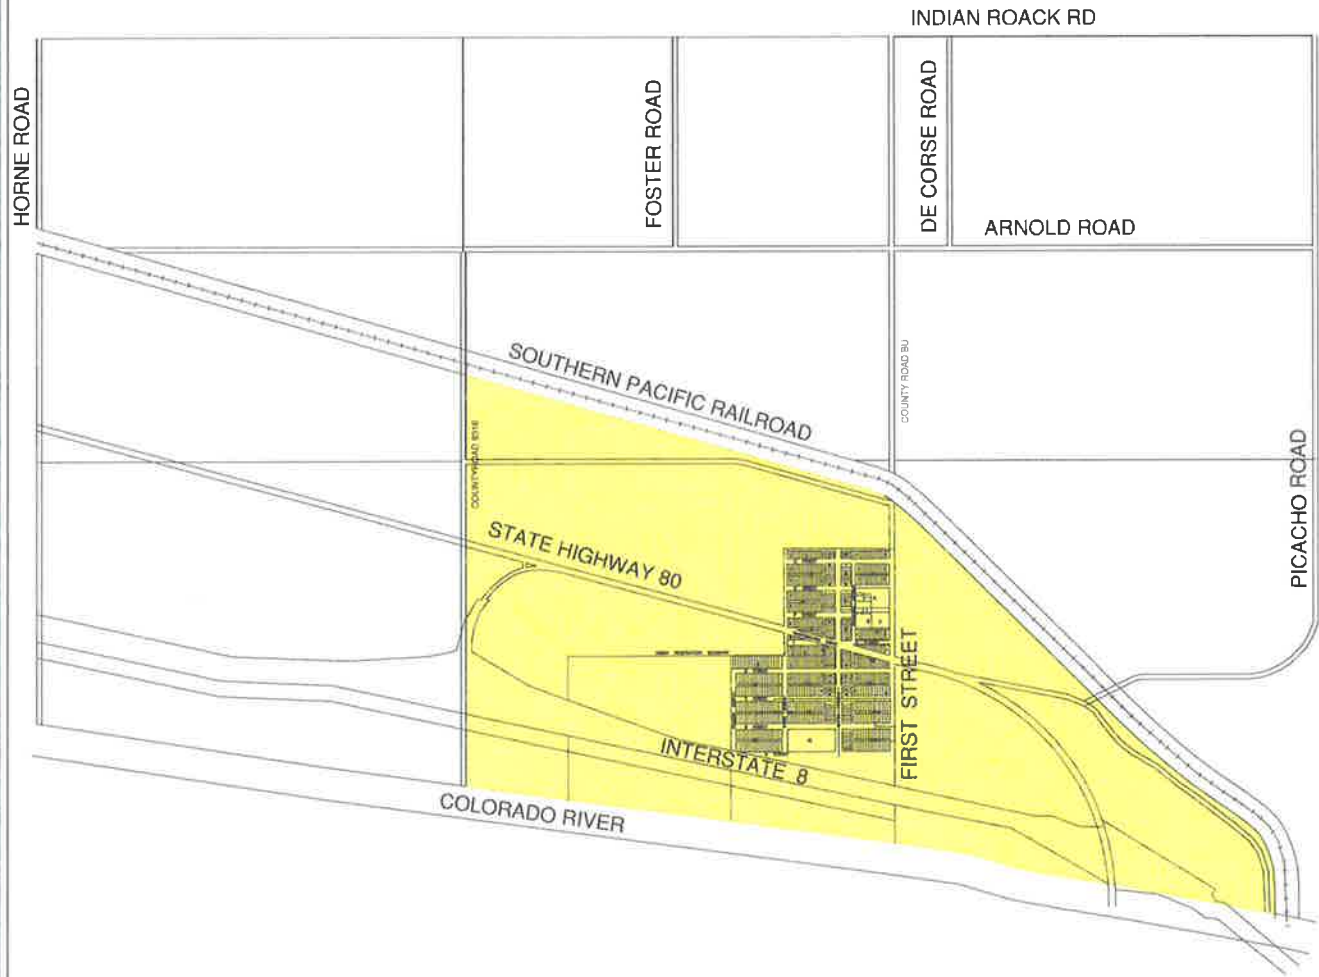 INDIAN ROACK RD
HORNE ROAD
FOSTER ROAD
DE CORSE ROAD
ARNOLD ROAD
SOUTHERN PACIFIC RAILROAD
COUNTY ROAD 8U
PICACHO ROAD
STATE HIGHWAY 80
FIRST STREET
INTERSTATE 8
COLORADO RIVER